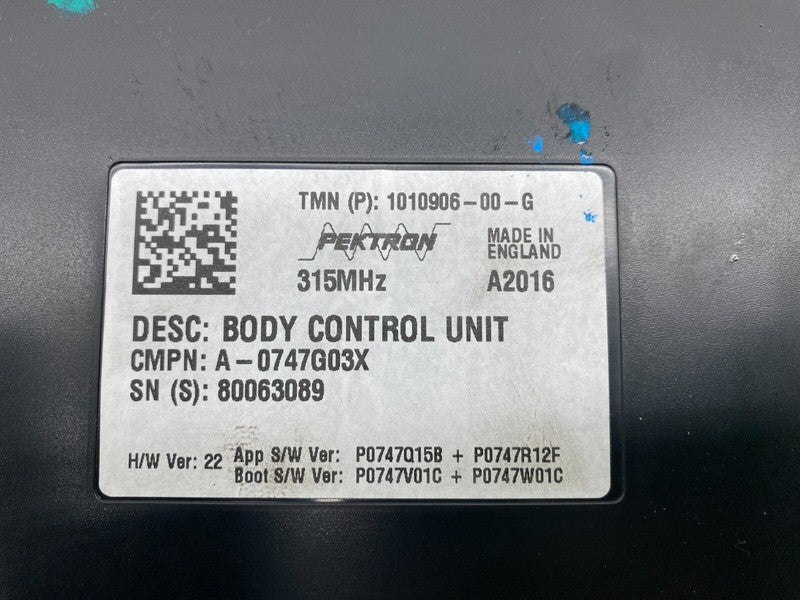 TMN (P): 1010906-00-G
PEKTRON
MADE IN
ENGLAND
315MHz
A2016
DESC: BODY CONTROL UNIT
CMPN: A-0747G03X
SN (S): 80063089
H/W Ver: 22 App S/W Ver: P0747Q15B + P0747R12F
Boot S/W Ver: P0747V01C + P0747W01C